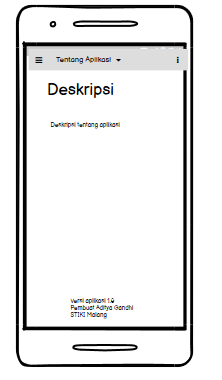 Tentang Aplikasi
Deskripsi
Deskripsi tentang aplikasi
versi aplikasi 1.0
Pembuat Aditya Gandhi
STIKI Malang